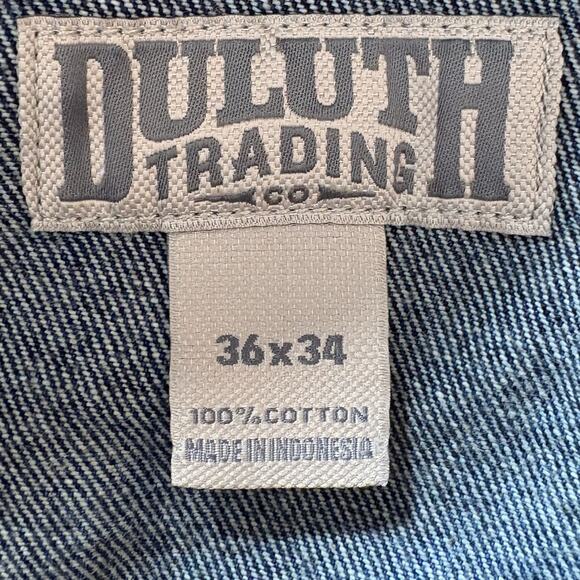 DULUTH
TRADING
CO
36x34
100% COTTON
MADE IN INDONESIA